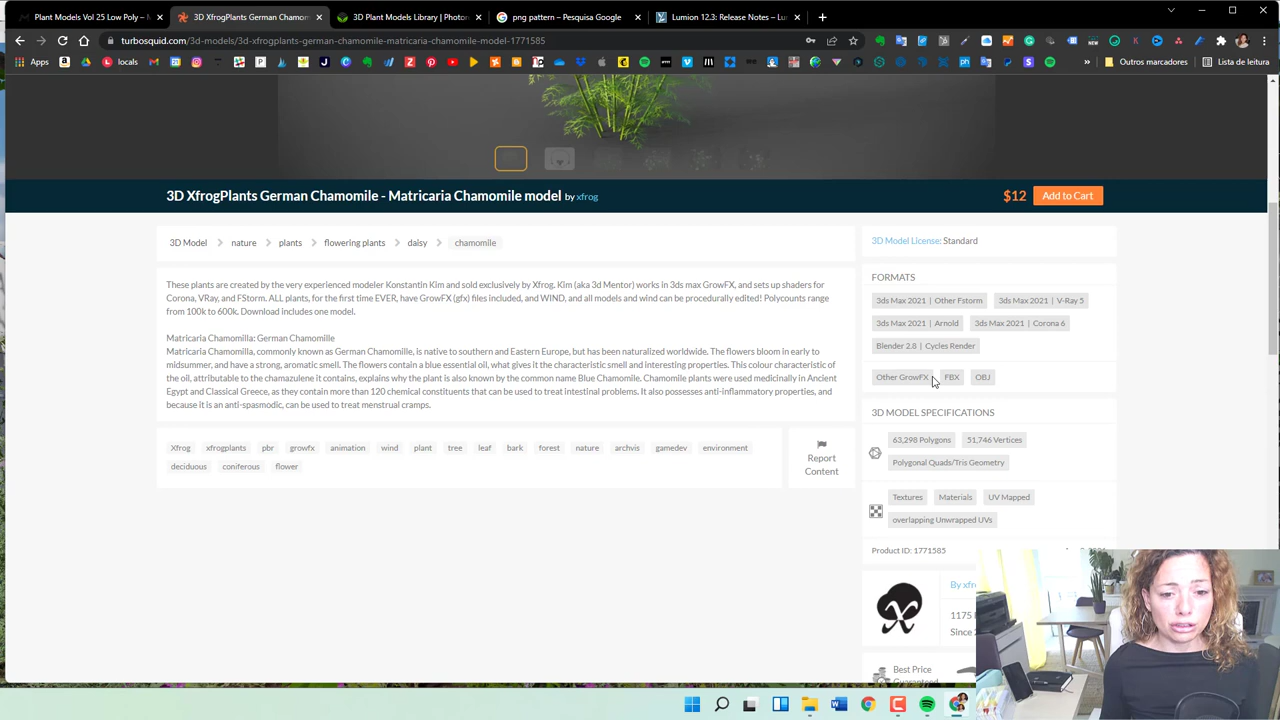 Plant Models Vol 25 Low Poly –
3D XfrogPlants German Chamom
3D Plant Models Library | Photor
png pattern – Pesquisa Google
Lumion 12.3: Release Notes – Lu
turbosquid.com/3d-models/3d-xfrogplants-german-chamomile-matricaria-chamomile-model-1771585
Apps
locals
Outros marcadores
Lista de leitura
3D XfrogPlants German Chamomile - Matricaria Chamomile model by xfrog
$12
Add to Cart
3D Model
nature
plants
flowering plants
daisy
chamomile
3D Model License: Standard
These plants are created by the very experienced modeler Konstantin Kim and sold exclusively by Xfrog. Kim (aka 3d Mentor) works in 3ds max GrowFX, and sets up shaders for
Corona, VRay, and FStorm. ALL plants, for the first time EVER, have GrowFX (gfx) files included, and WIND, and all models and wind can be procedurally edited! Polycounts range
from 100k to 600k. Download includes one model.
Matricaria Chamomilla: German Chamomille
Matricaria Chamomilla, commonly known as German Chamomille, is native to southern and Eastern Europe, but has been naturalized worldwide. The flowers bloom in early to
midsummer, and have a strong, aromatic smell. The flowers contain a blue essential oil, what gives it the characteristic smell and interesting properties. This colour characteristic of
the oil, attributable to the chamazulene it contains, explains why the plant is also known by the common name Blue Chamomile. Chamomile plants were used medicinally in Ancient
Egypt and Classical Greece, as they contain more than 120 chemical constituents that can be used to treat intestinal problems. It also possesses anti-inflammatory properties, and
because it is an anti-spasmodic, can be used to treat menstrual cramps.
Xfrog
xfrogplants
pbr
growfx
animation
wind
plant
tree
leaf
bark
forest
nature
archvis
gamedev
environment
deciduous
coniferous
flower
Report
Content
FORMATS
3ds Max 2021 | Other Fstorm
3ds Max 2021 | V-Ray 5
3ds Max 2021 | Arnold
3ds Max 2021 | Corona 6
Blender 2.8 | Cycles Render
Other GrowFX
FBX
OBJ
3D MODEL SPECIFICATIONS
63,298 Polygons
51,746 Vertices
Polygonal Quads/Tris Geometry
Textures
Materials
UV Mapped
overlapping Unwrapped UVs
Product ID: 1771585
By xfro
1175
Since
Best Price
Guaranteed